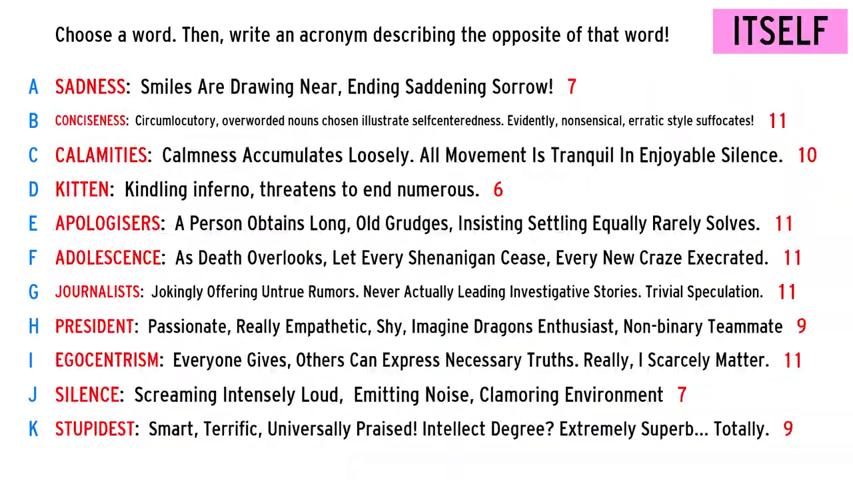 Choose a word. Then, write an acronym describing the opposite of that word!
ITSELF
A SADNESS: Smiles Are Drawing Near, Ending Saddening Sorrow! 7
B CONCISENESS: Circumlocutory, overworded nouns chosen illustrate selfcenteredness. Evidently, nonsensical, erratic style suffocates! 11
C CALAMITIES: Calmness Accumulates Loosely. All Movement Is Tranquil In Enjoyable Silence. 10
D KITTEN: Kindling inferno, threatens to end numerous. 6
E APOLOGISERS: A Person Obtains Long, Old Grudges, Insisting Settling Equally Rarely Solves. 11
F ADOLESCENCE: As Death Overlooks, Let Every Shenanigan Cease, Every New Craze Execrated. 11
G JOURNALISTS: Jokingly Offering Untrue Rumors. Never Actually Leading Investigative Stories. Trivial Speculation. 11
H PRESIDENT: Passionate, Really Empathetic, Shy, Imagine Dragons Enthusiast, Non-binary Teammate 9
I EGOCENTRISM: Everyone Gives, Others Can Express Necessary Truths. Really, I Scarcely Matter. 11
J SILENCE: Screaming Intensely Loud, Emitting Noise, Clamoring Environment 7
K STUPIDEST: Smart, Terrific, Universally Praised! Intellect Degree? Extremely Superb... Totally. 9